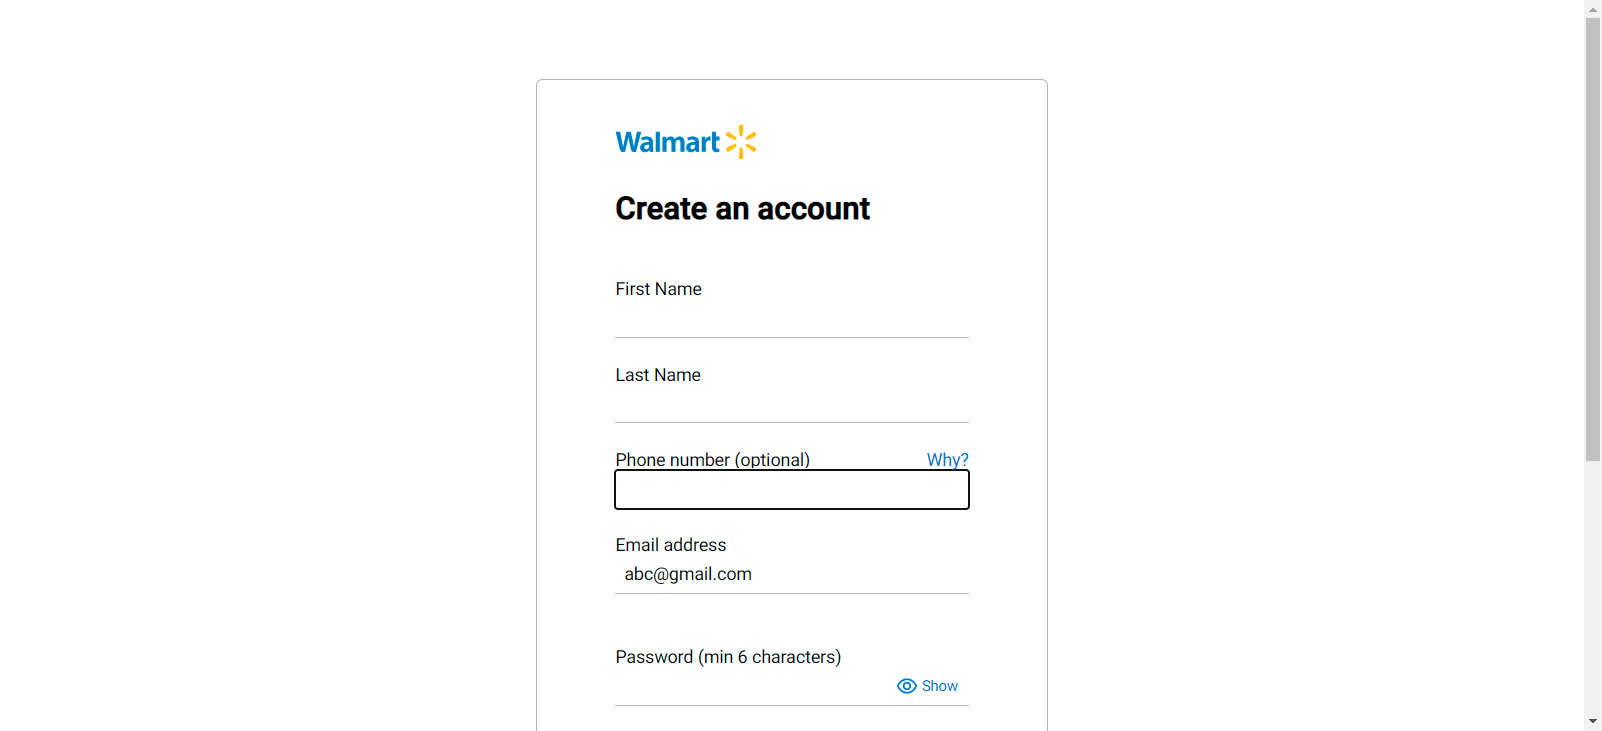 Walmart
Create an account
First Name
Last Name
Phone number (optional) Why?
Email address
abc@gmail.com
Password (min 6 characters)
Show